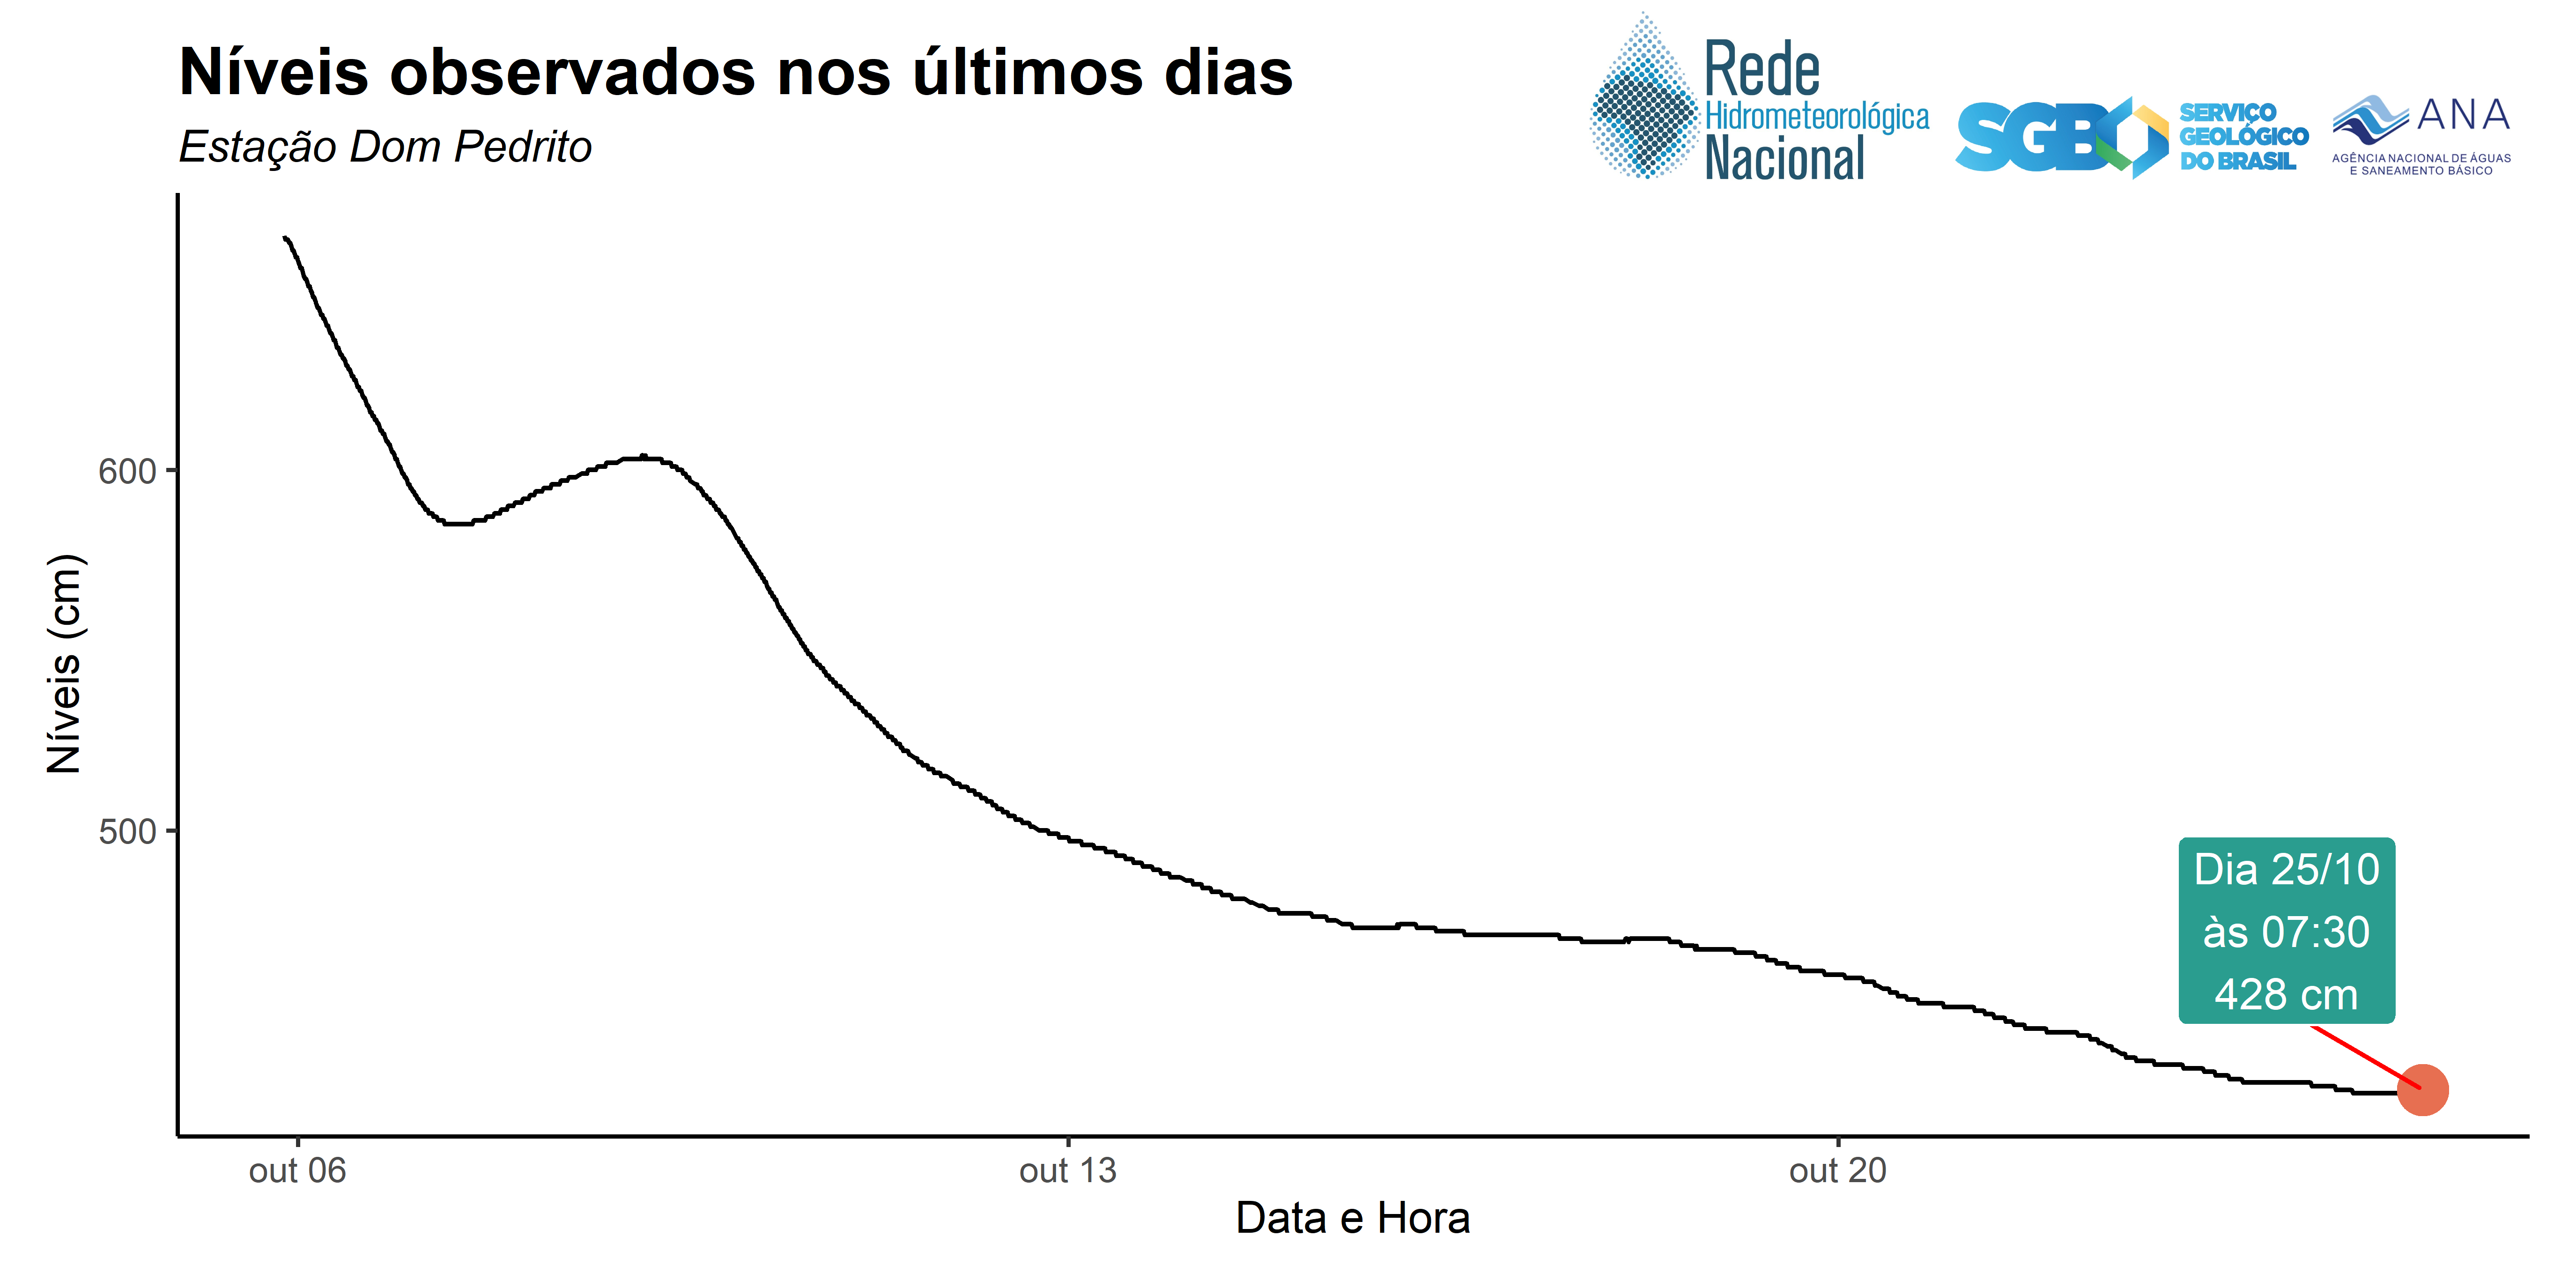 Níveis observados nos últimos dias
Estação Dom Pedrito
Rede
Hidrometeorológica
Nacional
SGB
SERVIÇO
GEOLÓGICO
DO BRASIL
ANA
AGÊNCIA NACIONAL DE ÁGUAS
E SANEAMENTO BÁSICO
Níveis (cm)
600
500
Dia 25/10
às 07:30
428 cm
out 06
out 13
out 20
Data e Hora